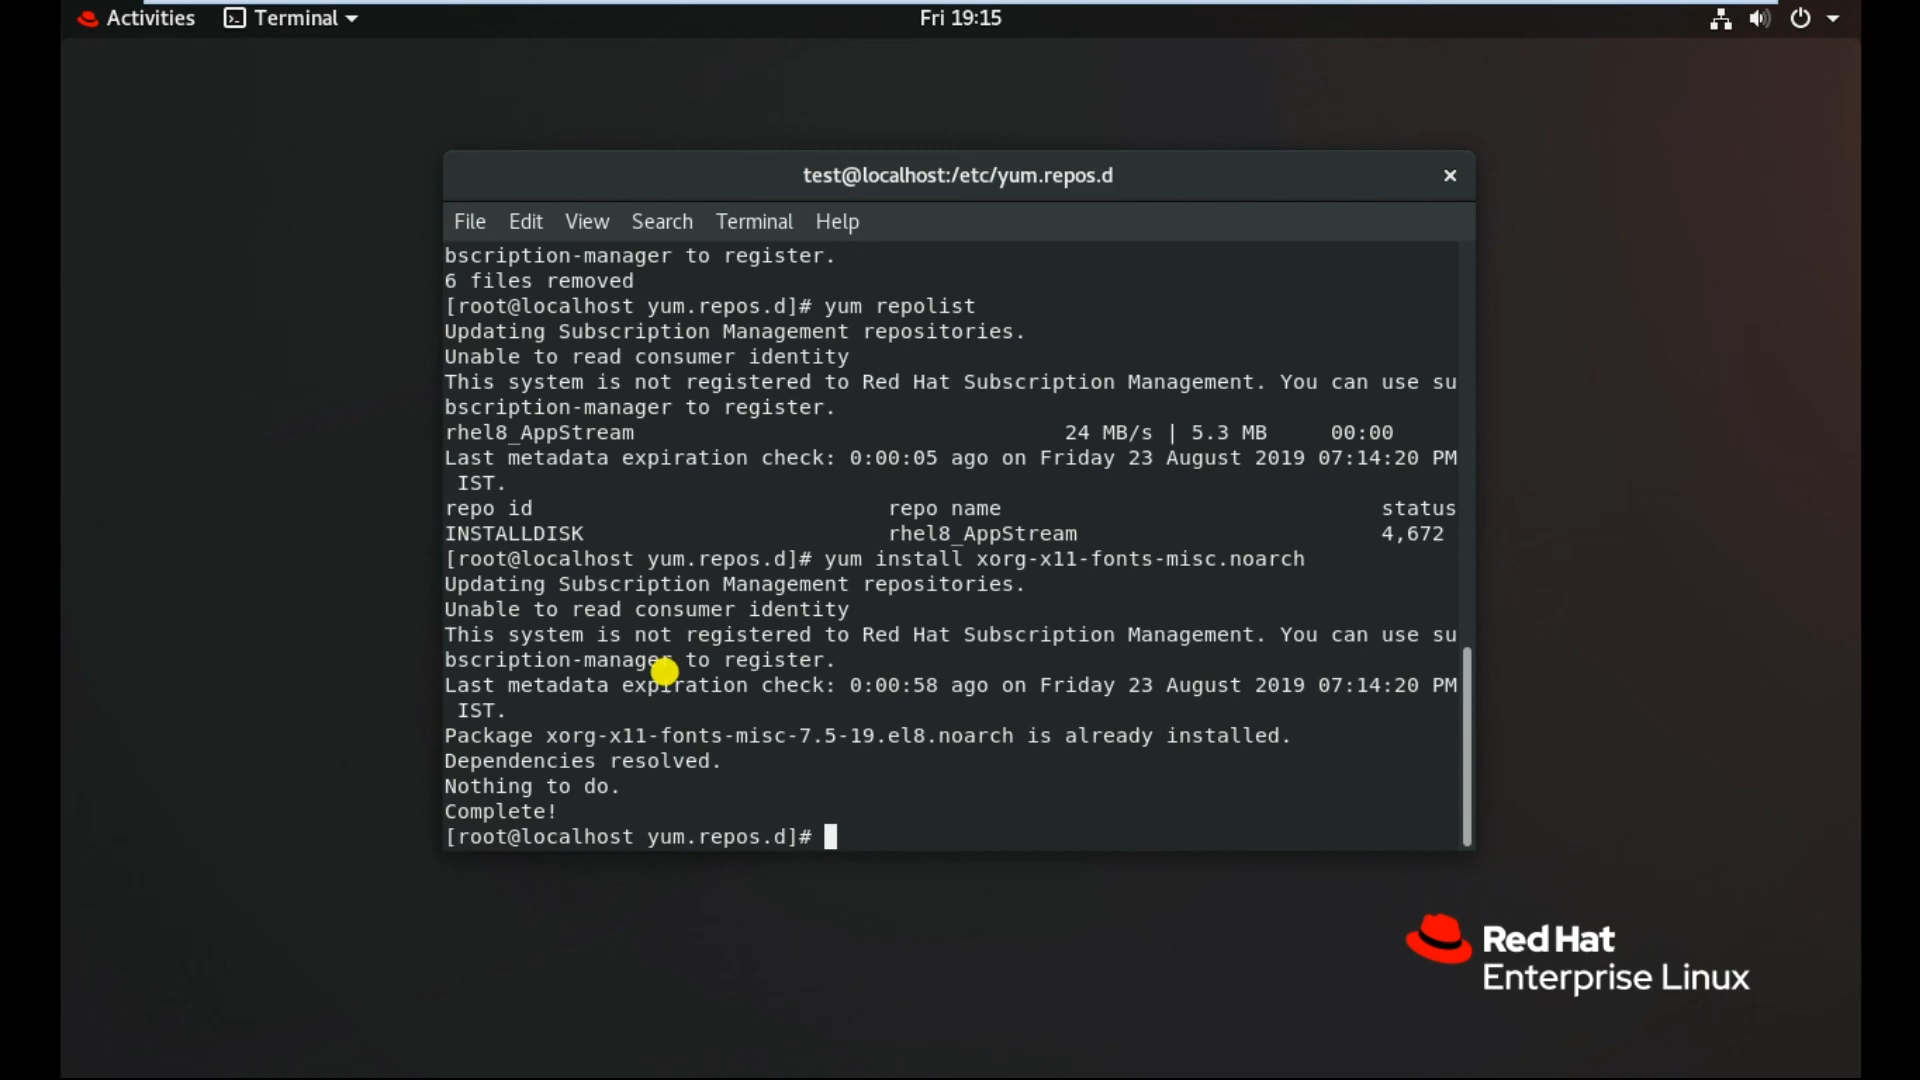 Activities Terminal Fri 19:15
test@localhost:/etc/yum.repos.d
File Edit View Search Terminal Help
bscription-manager to register.
6 files removed
[root@localhost yum.repos.d]# yum repolist
Updating Subscription Management repositories.
Unable to read consumer identity
This system is not registered to Red Hat Subscription Management. You can use su
bscription-manager to register.
rhel8_AppStream 24 MB/s | 5.3 MB 00:00
Last metadata expiration check: 0:00:05 ago on Friday 23 August 2019 07:14:20 PM
IST.
repo id repo name status
INSTALLDISK rhel8_AppStream 4,672
[root@localhost yum.repos.d]# yum install xorg-x11-fonts-misc.noarch
Updating Subscription Management repositories.
Unable to read consumer identity
This system is not registered to Red Hat Subscription Management. You can use su
bscription-manager to register.
Last metadata expiration check: 0:00:58 ago on Friday 23 August 2019 07:14:20 PM
IST.
Package xorg-x11-fonts-misc-7.5-19.el8.noarch is already installed.
Dependencies resolved.
Nothing to do.
Complete!
[root@localhost yum.repos.d]#
Red Hat
Enterprise Linux